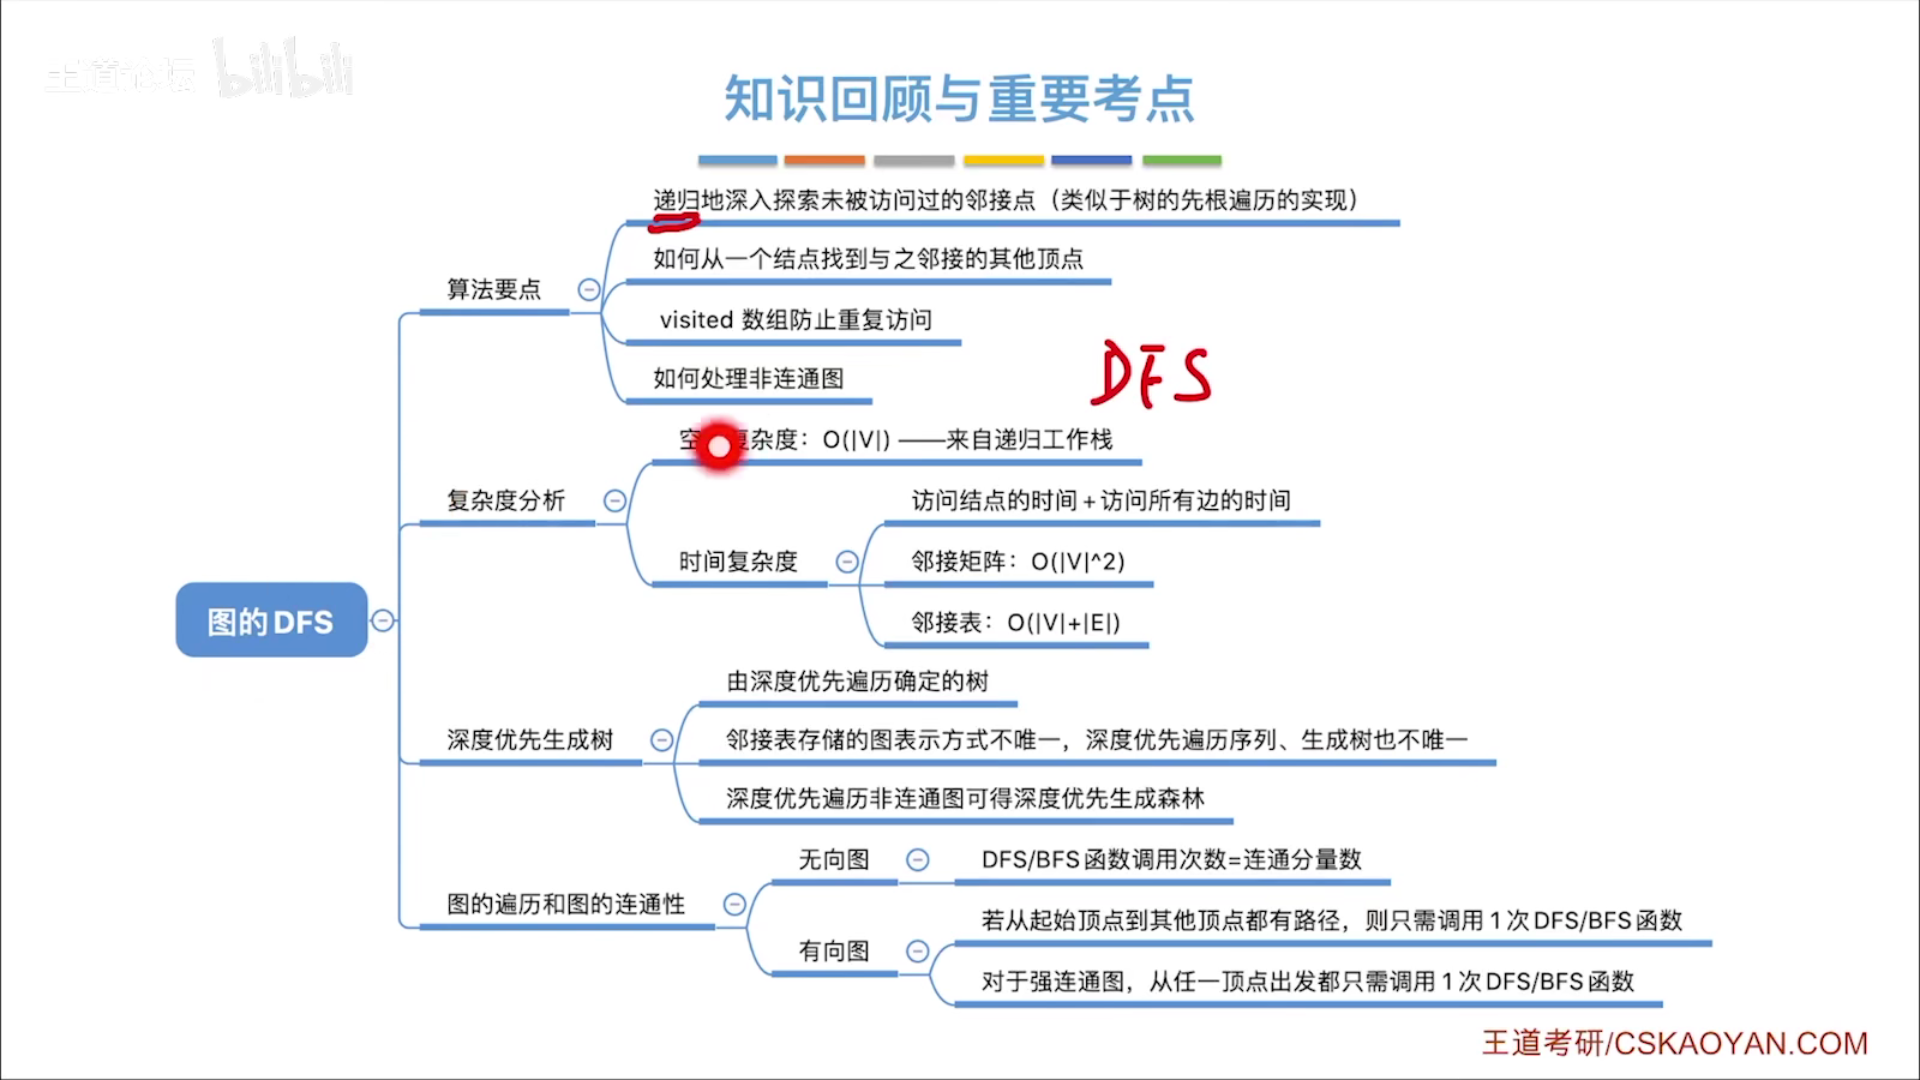 王道论坛 bilibili
知识回顾与重要考点
递归地深入探索未被访问过的邻接点（类似于树的先根遍历的实现）
如何从一个结点找到与之邻接的其他顶点
算法要点
visited 数组防止重复访问
如何处理非连通图
DFS
空 复杂度：O(|V|) ——来自递归工作栈
复杂度分析
访问结点的时间 + 访问所有边的时间
时间复杂度
邻接矩阵：O(|V|^2)
邻接表：O(|V|+|E|)
图的 DFS
由深度优先遍历确定的树
深度优先生成树
邻接表存储的图表示方式不唯一，深度优先遍历序列、生成树也不唯一
深度优先遍历非连通图可得深度优先生成森林
图的遍历和图的连通性
无向图
DFS/BFS 函数调用次数=连通分量数
有向图
若从起始顶点到其他顶点都有路径，则只需调用 1 次 DFS/BFS 函数
对于强连通图，从任一顶点出发都只需调用 1 次 DFS/BFS 函数
王道考研/CSKAOYAN.COM